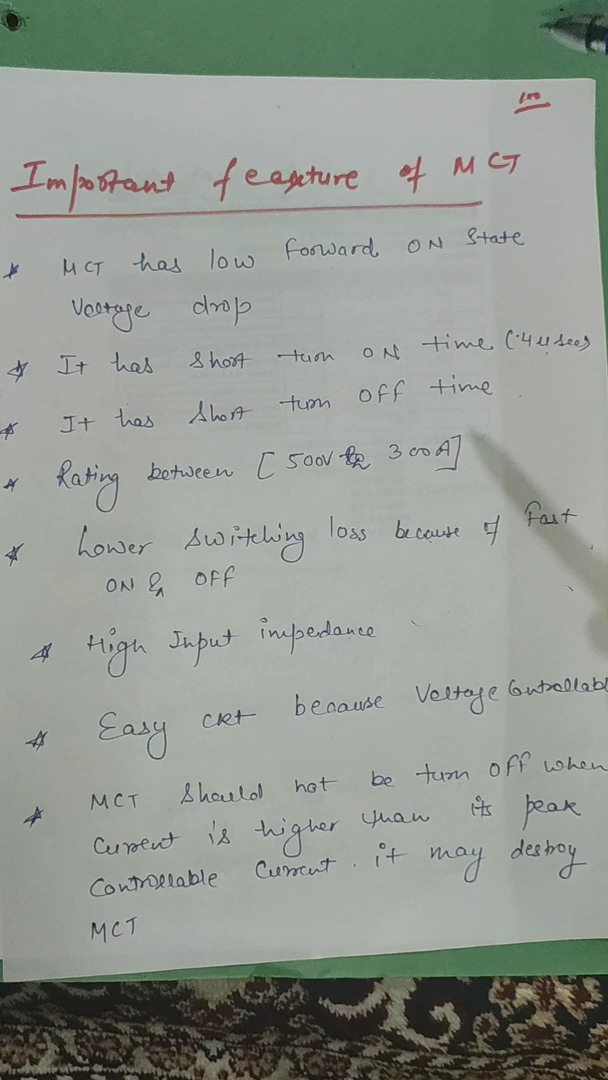 100
Important feature of MCT
* MCT has low forward ON State
Voltage drop
* It has Short turn ON time (.4 μsec)
* It has Short turn OFF time
* Rating between [500V & 300A]
* Lower Switching loss because of fast
ON & OFF
* High Input impedance
* Easy CKT because Voltage Controllable
* MCT Should not be turn OFF when
Current is higher than its peak
Controllable Current. it may destroy
MCT